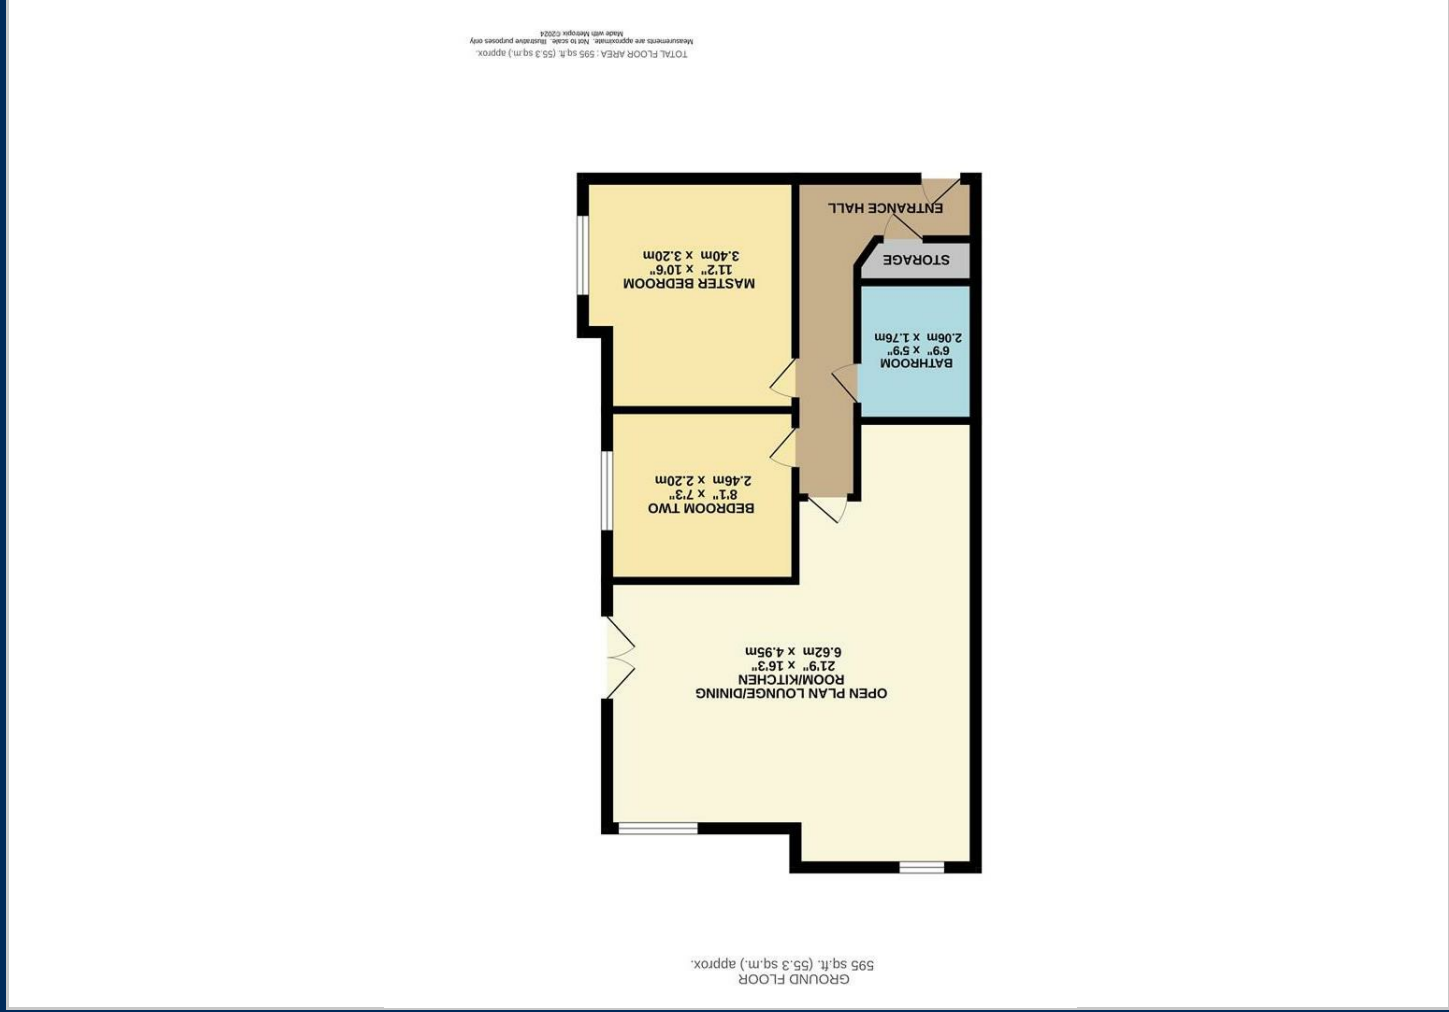 GROUND FLOOR
595 sq.ft. (55.3 sq.m.) approx.
OPEN PLAN LOUNGE/DINING
ROOM/KITCHEN
21'9" x 16'3"
6.62m x 4.95m
BEDROOM TWO
8'1" x 7'3"
2.46m x 2.20m
BATHROOM
6'9" x 5'9"
2.06m x 1.76m
MASTER BEDROOM
11'2" x 10'6"
3.40m x 3.20m
STORAGE
ENTRANCE HALL
TOTAL FLOOR AREA : 595 sq.ft. (55.3 sq.m.) approx.
Measurements are approximate. Not to scale. Illustrative purposes only
Made with Metropix ©2024